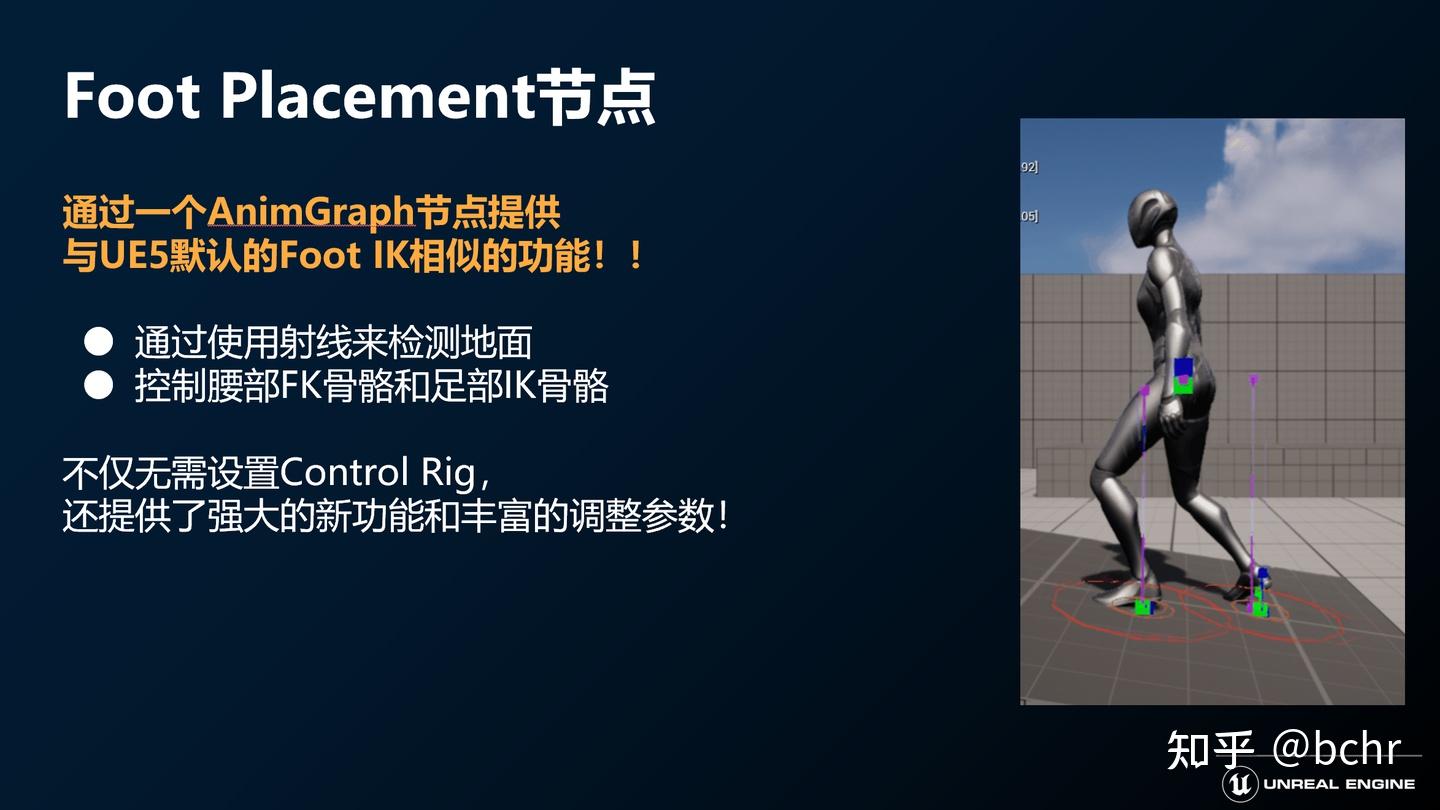 Foot Placement节点
通过一个AnimGraph节点提供
与UE5默认的Foot IK相似的功能！！
● 通过使用射线来检测地面
● 控制腰部FK骨骼和足部IK骨骼
不仅无需设置Control Rig，
还提供了强大的新功能和丰富的调整参数！
92]
05]
知乎 @bchr
UNREAL ENGINE